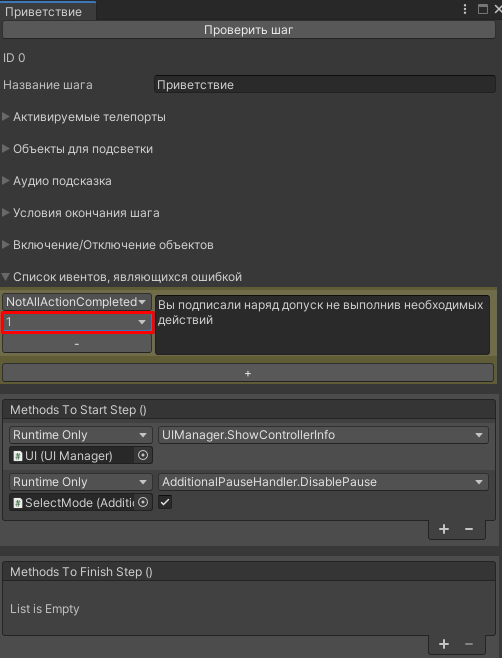 Приветствие
Проверить шаг
ID 0
Название шага Приветствие
Активируемые телепорты
Объекты для подсветки
Аудио подсказка
Условия окончания шага
Включение/Отключение объектов
Список ивентов, являющихся ошибкой
NotAllActionCompleted Вы подписали наряд допуск не выполнив необходимых
1 действий
-
+
Methods To Start Step ()
Runtime Only UIManager.ShowControllerInfo
UI (UI Manager)
Runtime Only AdditionalPauseHandler.DisablePause
SelectMode (Additi
+ -
Methods To Finish Step ()
List is Empty
+ -